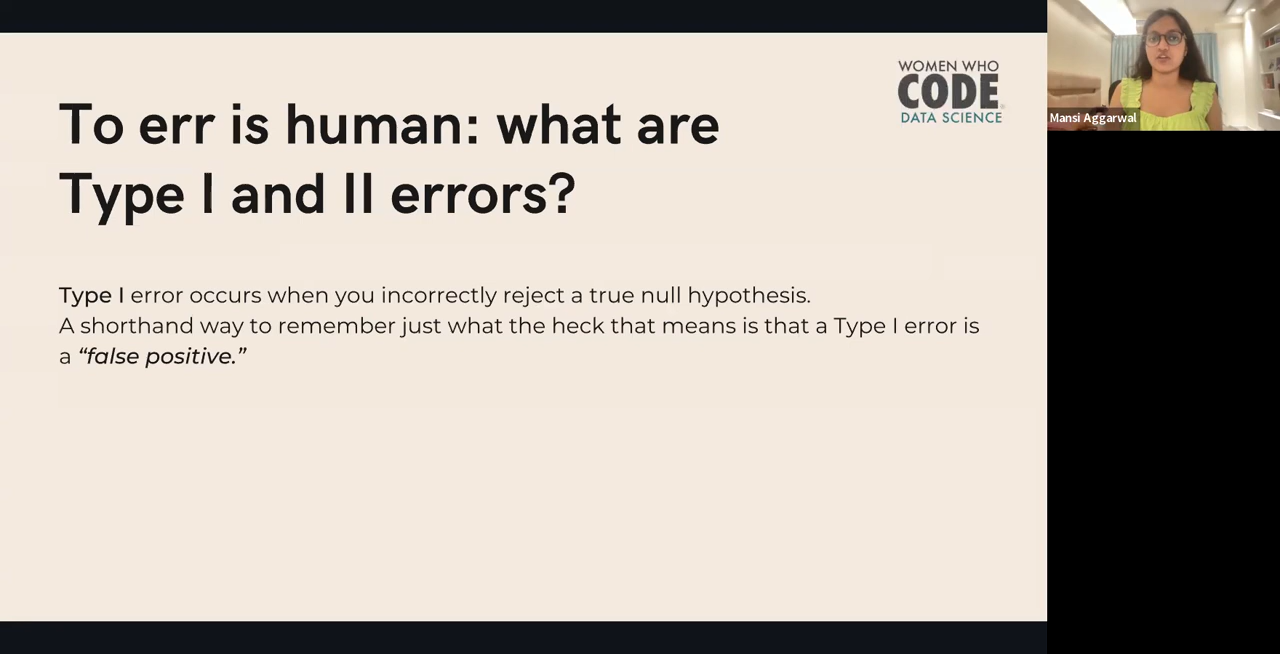 WOMEN WHO
CODE
DATA SCIENCE
To err is human: what are
Type I and II errors?
Type I error occurs when you incorrectly reject a true null hypothesis.
A shorthand way to remember just what the heck that means is that a Type I error is
a “false positive.”
Mansi Aggarwal